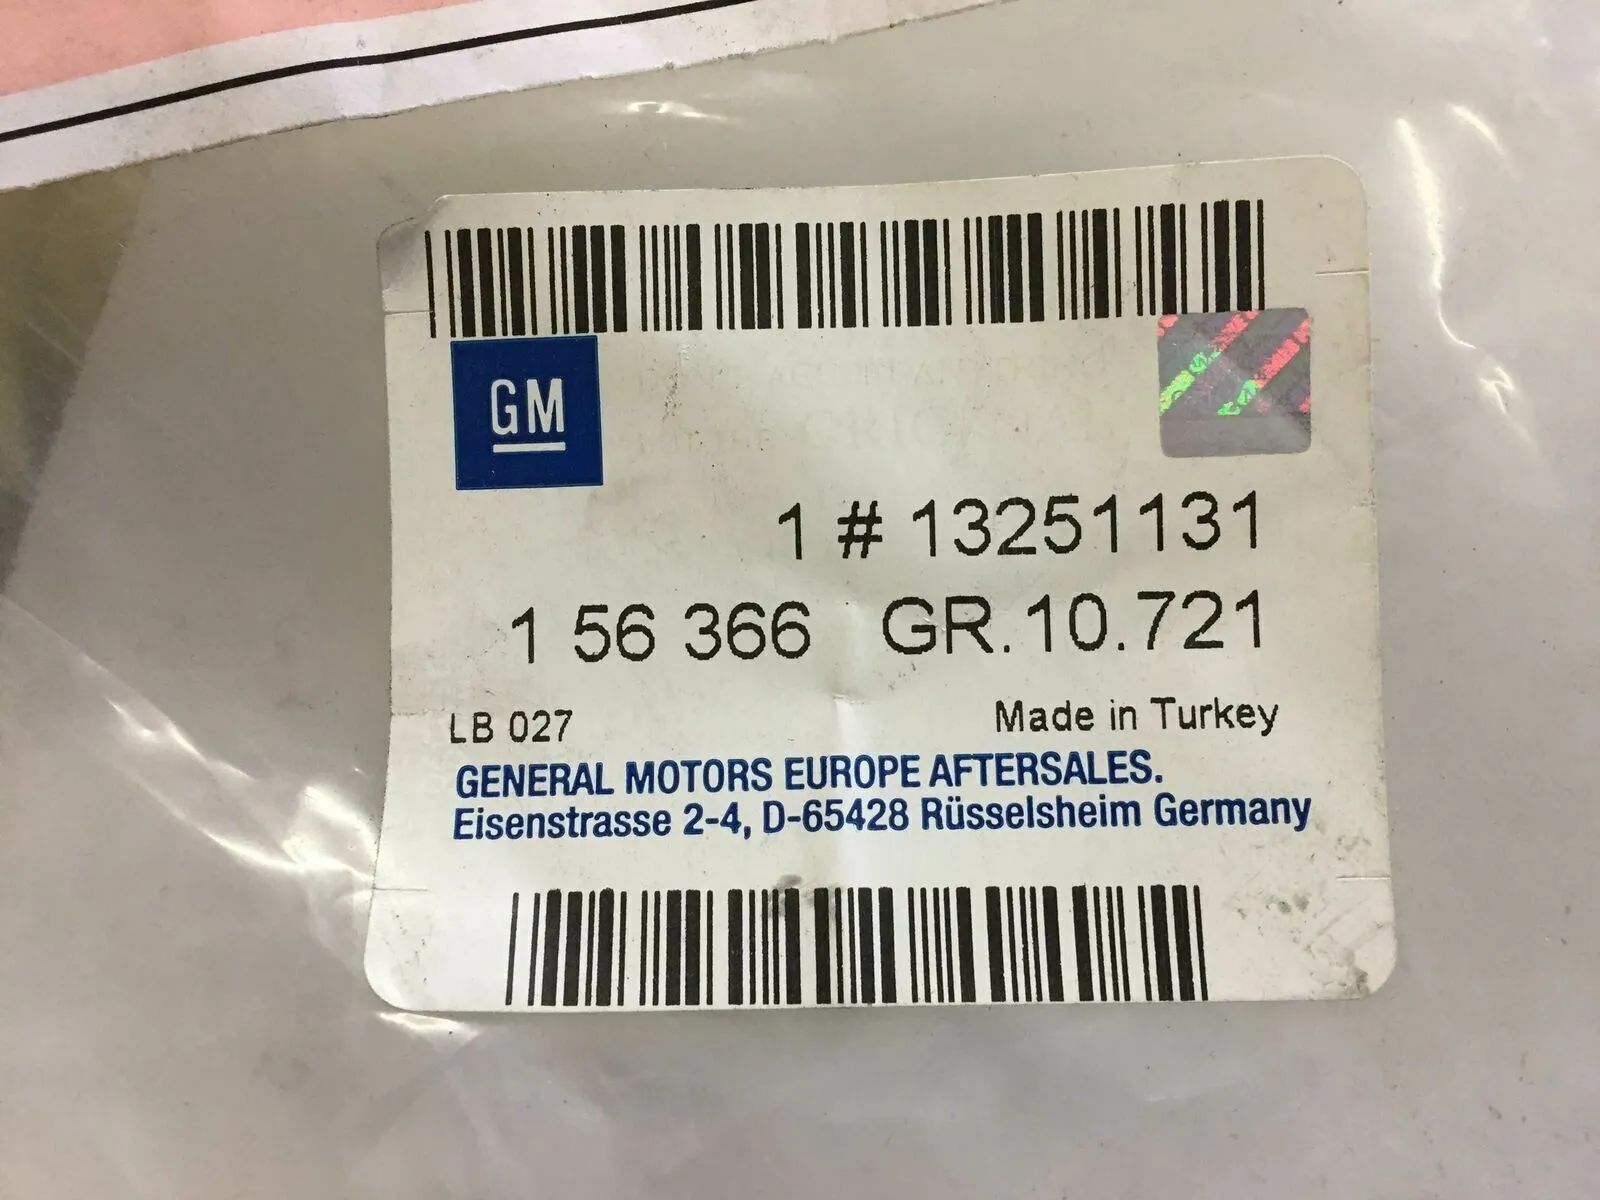 GM
1 # 13251131
1 56 366 GR.10.721
LB 027 Made in Turkey
GENERAL MOTORS EUROPE AFTERSALES.
Eisenstrasse 2-4, D-65428 Rüsselsheim Germany